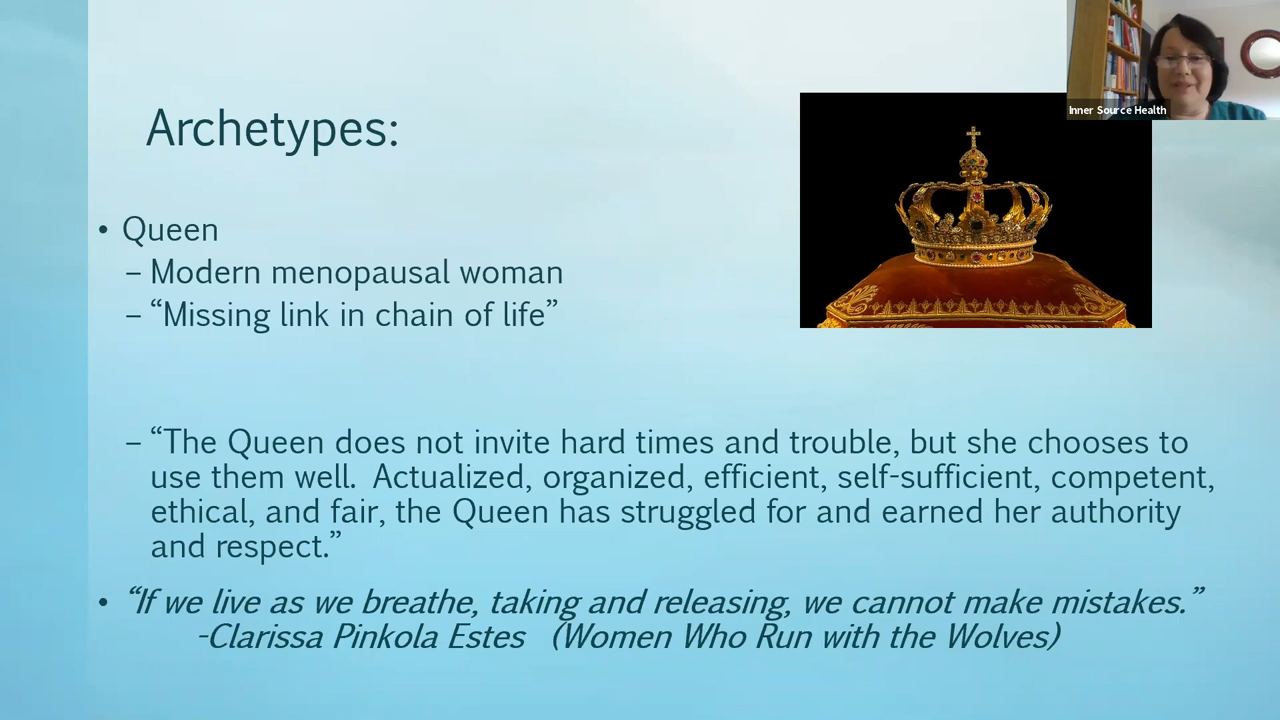 Inner Source Health
Archetypes:
• Queen
– Modern menopausal woman
– “Missing link in chain of life”
– “The Queen does not invite hard times and trouble, but she chooses to
use them well.  Actualized, organized, efficient, self-sufficient, competent,
ethical, and fair, the Queen has struggled for and earned her authority
and respect.”
• “If we live as we breathe, taking and releasing, we cannot make mistakes.”
-Clarissa Pinkola Estes   (Women Who Run with the Wolves)